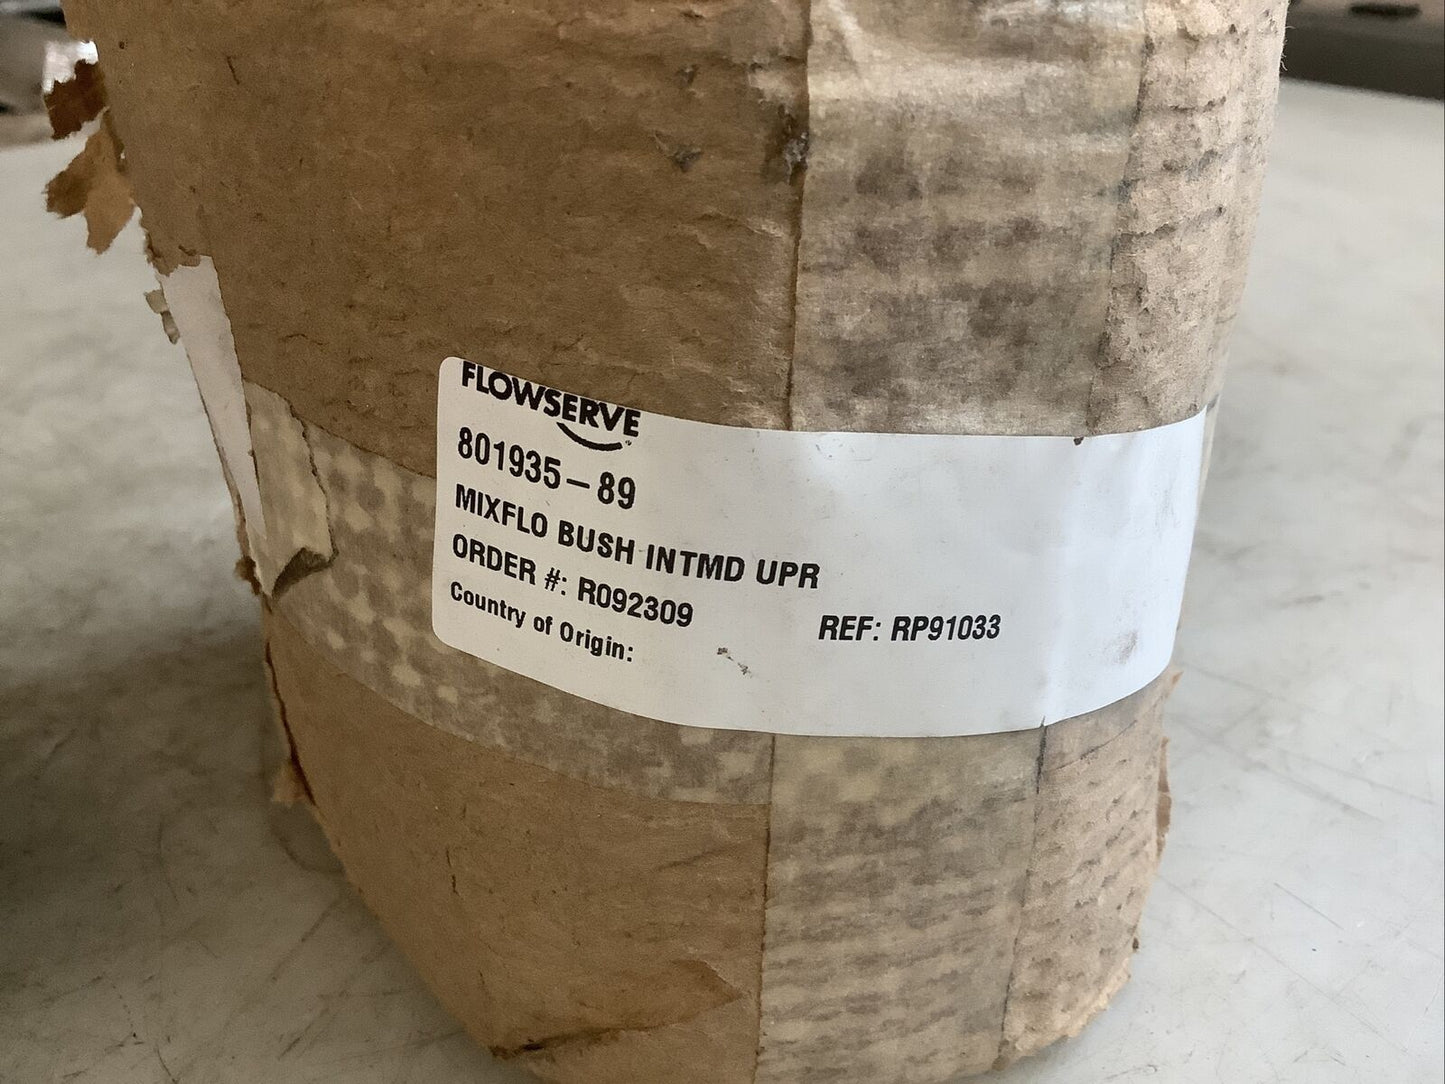 FLOWSERVE
801935-89
MIXFLO BUSH INTMD UPR
ORDER #: R092309
REF: RP91033
Country of Origin: